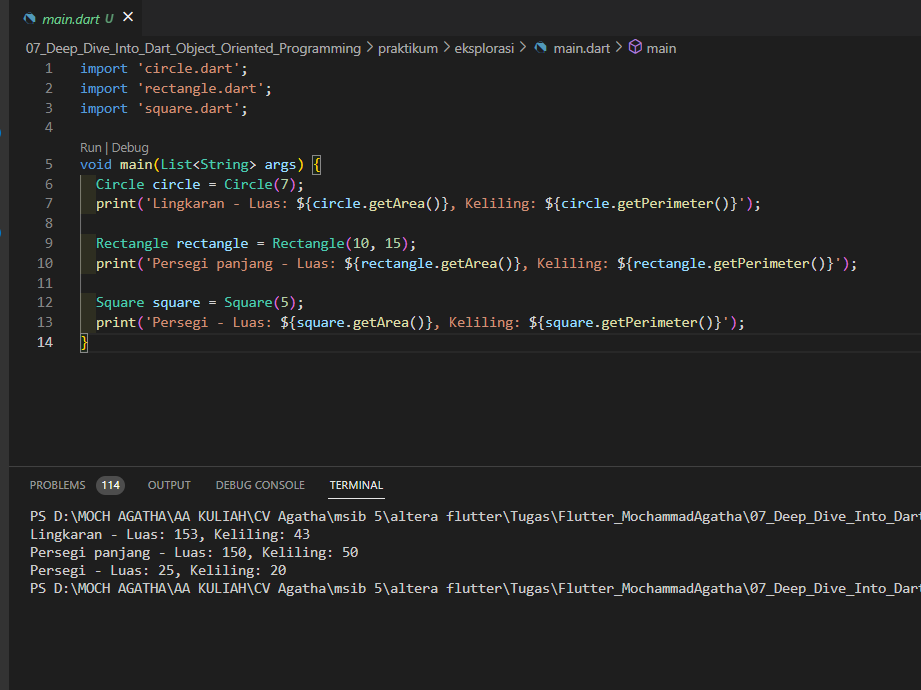 main.dart U ×
07_Deep_Dive_Into_Dart_Object_Oriented_Programming > praktikum > eksplorasi > main.dart > main
1 import 'circle.dart';
2 import 'rectangle.dart';
3 import 'square.dart';
4
Run | Debug
5 void main(List<String> args) {
6   Circle circle = Circle(7);
7   print('Lingkaran - Luas: ${circle.getArea()}, Keliling: ${circle.getPerimeter()}');
8
9   Rectangle rectangle = Rectangle(10, 15);
10   print('Persegi panjang - Luas: ${rectangle.getArea()}, Keliling: ${rectangle.getPerimeter()}');
11
12   Square square = Square(5);
13   print('Persegi - Luas: ${square.getArea()}, Keliling: ${square.getPerimeter()}');
14 }
PROBLEMS 114 OUTPUT DEBUG CONSOLE TERMINAL
PS D:\MOCH AGATHA\AA KULIAH\CV Agatha\msib 5\altera flutter\Tugas\Flutter_MochammadAgatha\07_Deep_Dive_Into_Dart
Lingkaran - Luas: 153, Keliling: 43
Persegi panjang - Luas: 150, Keliling: 50
Persegi - Luas: 25, Keliling: 20
PS D:\MOCH AGATHA\AA KULIAH\CV Agatha\msib 5\altera flutter\Tugas\Flutter_MochammadAgatha\07_Deep_Dive_Into_Dart